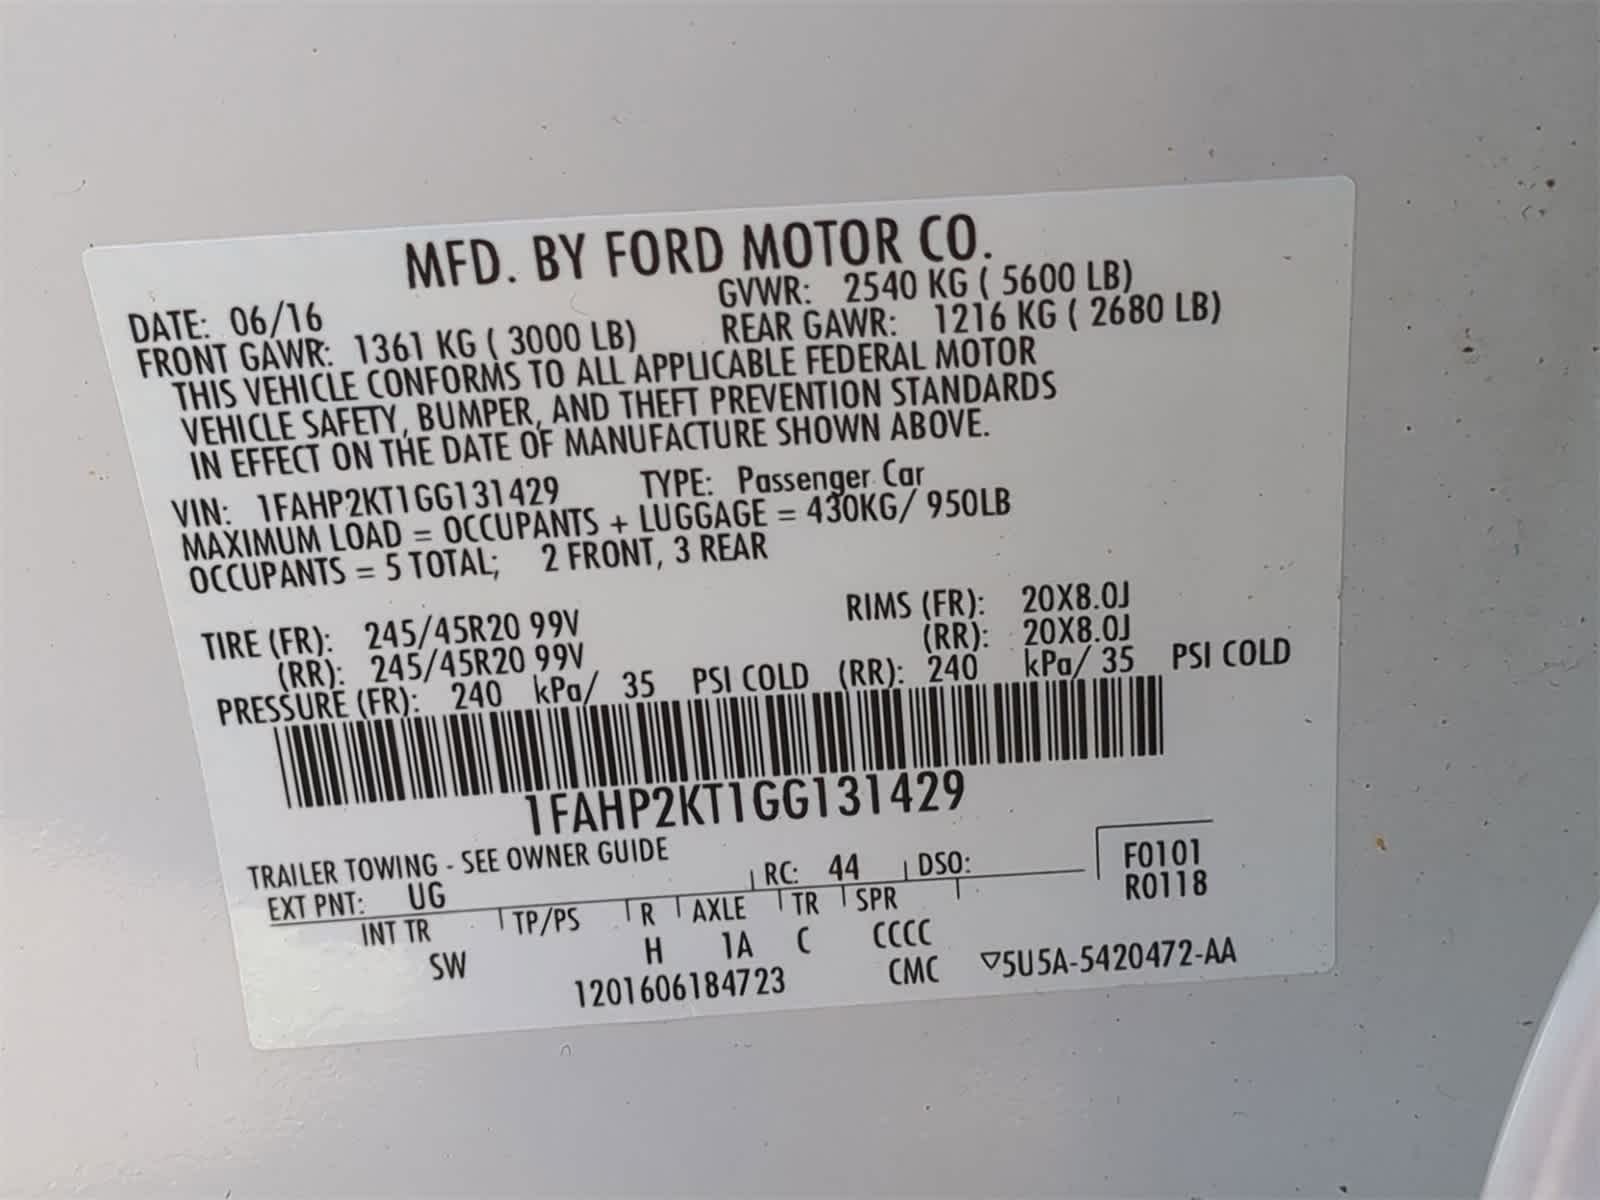 MFD. BY FORD MOTOR CO.
DATE: 06/16 GVWR: 2540 KG ( 5600 LB)
FRONT GAWR: 1361 KG ( 3000 LB) REAR GAWR: 1216 KG ( 2680 LB)
THIS VEHICLE CONFORMS TO ALL APPLICABLE FEDERAL MOTOR
VEHICLE SAFETY, BUMPER, AND THEFT PREVENTION STANDARDS
IN EFFECT ON THE DATE OF MANUFACTURE SHOWN ABOVE.
VIN: 1FAHP2KT1GG131429 TYPE: Passenger Car
MAXIMUM LOAD = OCCUPANTS + LUGGAGE = 430KG/ 950LB
OCCUPANTS = 5 TOTAL; 2 FRONT, 3 REAR
TIRE (FR): 245/45R20 99V RIMS (FR): 20X8.0J
(RR): 245/45R20 99V (RR): 20X8.0J
PRESSURE (FR): 240 kPa/ 35 PSI COLD (RR): 240 kPa/ 35 PSI COLD
1FAHP2KT1GG131429
TRAILER TOWING - SEE OWNER GUIDE
EXT PNT: UG RC: 44 DSO: F0101
R0118
INT TR TP/PS R AXLE TR SPR
SW H 1A C CCCC
1201606184723 CMC ▽5U5A-5420472-AA